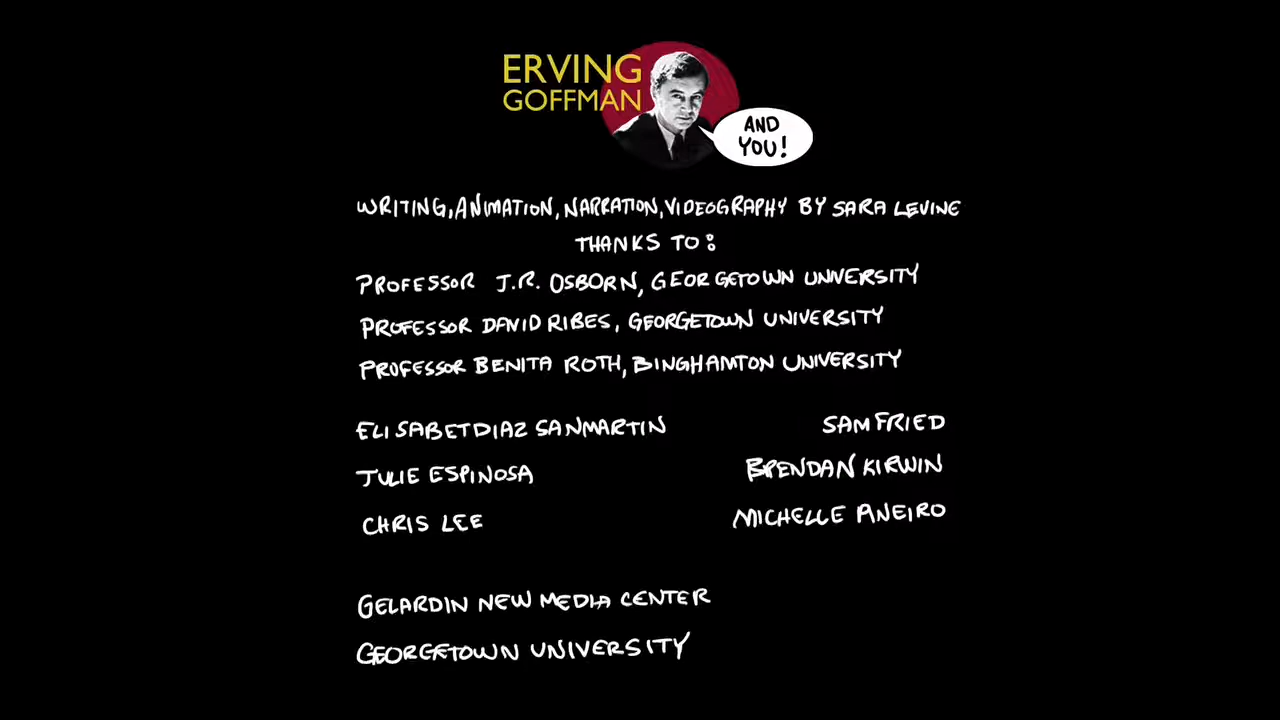 ERVING
GOFFMAN
AND
YOU!
WRITING, ANIMATION, NARRATION, VIDEOGRAPHY BY SARA LEVINE
THANKS TO:
PROFESSOR J.R. OSBORN, GEORGETOWN UNIVERSITY
PROFESSOR DAVID RIBES, GEORGETOWN UNIVERSITY
PROFESSOR BENITA ROTH, BINGHAMTON UNIVERSITY
ELISABET DIAZ SANMARTIN
SAM FRIED
JULIE ESPINOSA
BRENDAN KIRWIN
CHRIS LEE
MICHELLE PINEIRO
GELARDIN NEW MEDIA CENTER
GEORGETOWN UNIVERSITY